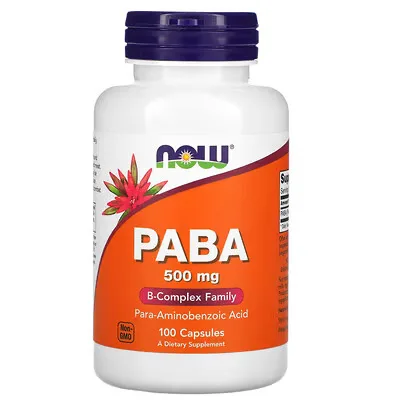 NOW
PABA
500 mg
B-Complex Family
Para-Aminobenzoic Acid
Non-
GMO
100 Capsules
A Dietary Supplement